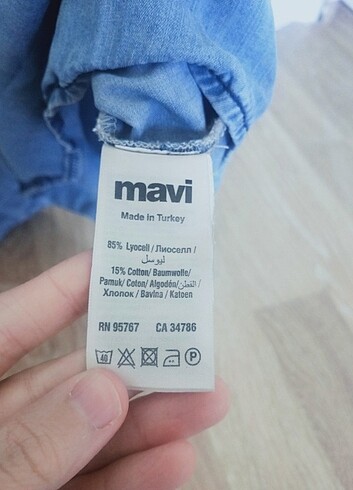 mavi
Made in Turkey
85% Lyocell / Лиоселл /
ليوسل
15% Cotton/ Baumwolle/
Pamuk/ Coton/ Algodón/القطن/
Хлопок / Bavlna / Katoen
RN 95767 CA 34786
40 P